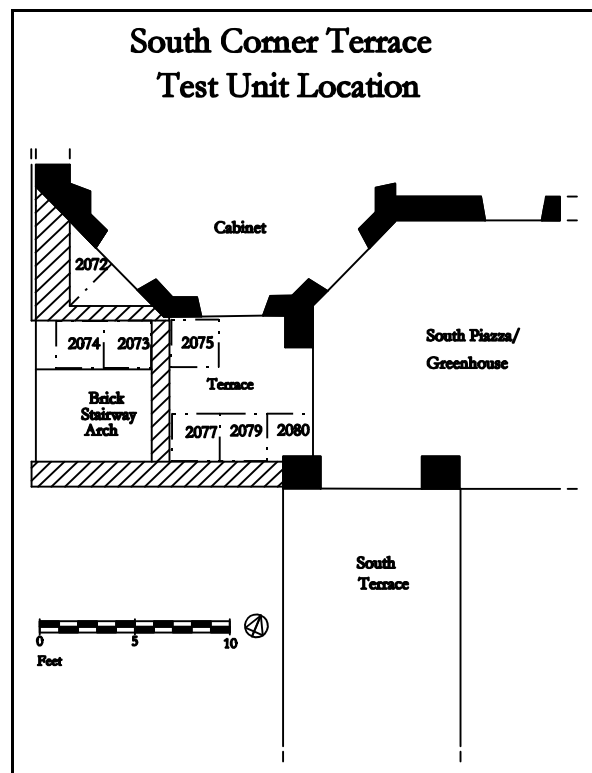 South Corner Terrace
Test Unit Location
Cabinet
2072
2074
2073
2075
South Piazza/
Greenhouse
Terrace
Brick
Stairway
Arch
2077
2079
2080
South
Terrace
0
5
10
Feet